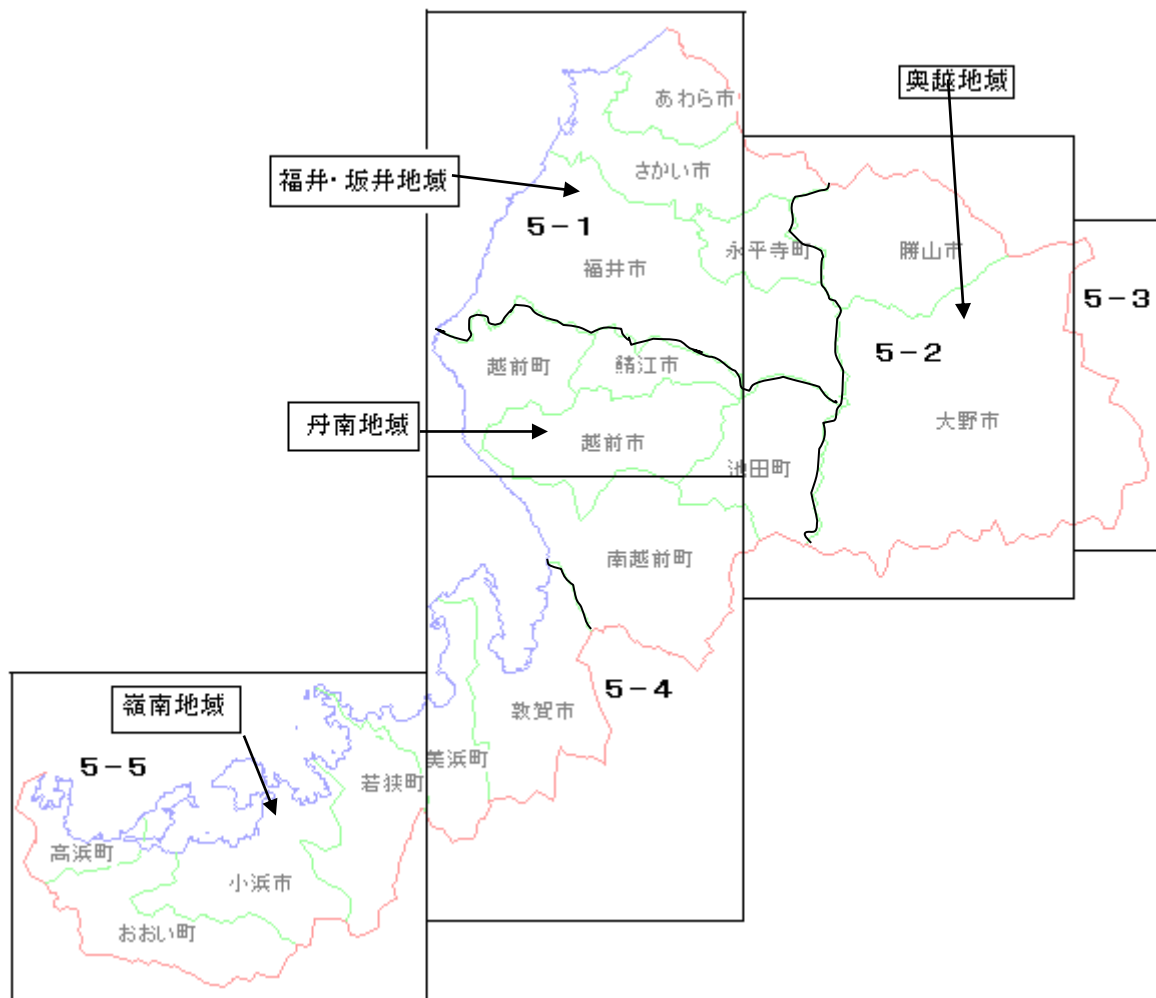 奥越地域
あわら市
さかい市
福井・坂井地域
5-1
永平寺町
勝山市
福井市
5-3
5-2
越前町
鯖江市
大野市
丹南地域
越前市
池田町
南越前町
5-4
嶺南地域
敦賀市
美浜町
5-5
若狭町
高浜町
小浜市
おおい町